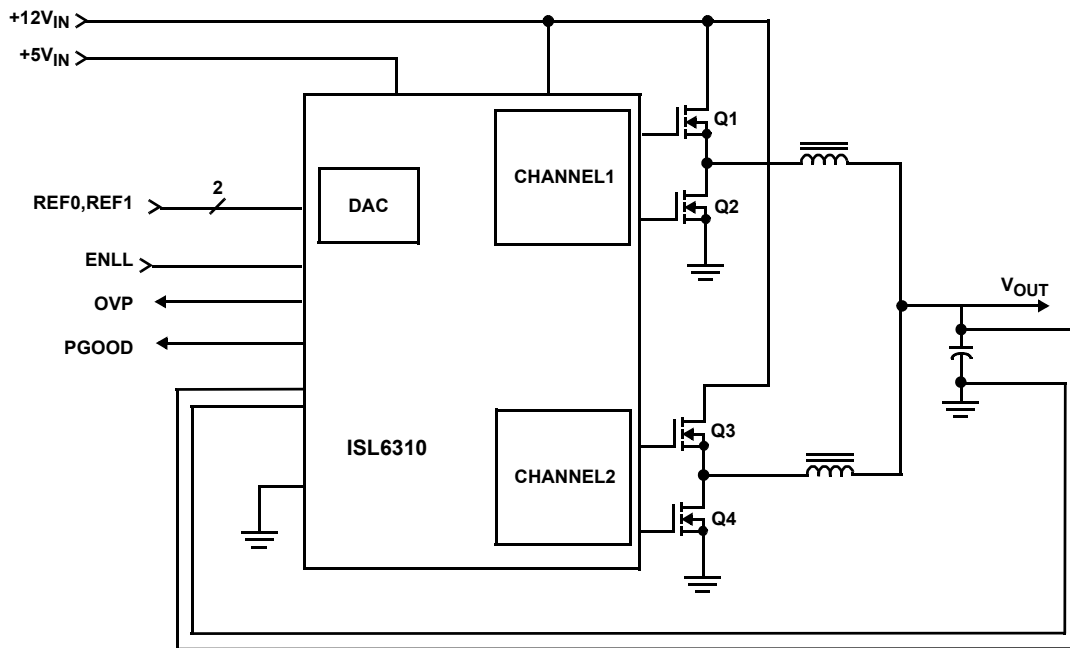 +12VIN
+5VIN
Q1
CHANNEL1
2
REF0,REF1
DAC
Q2
ENLL
VOUT
OVP
PGOOD
Q3
ISL6310
CHANNEL2
Q4